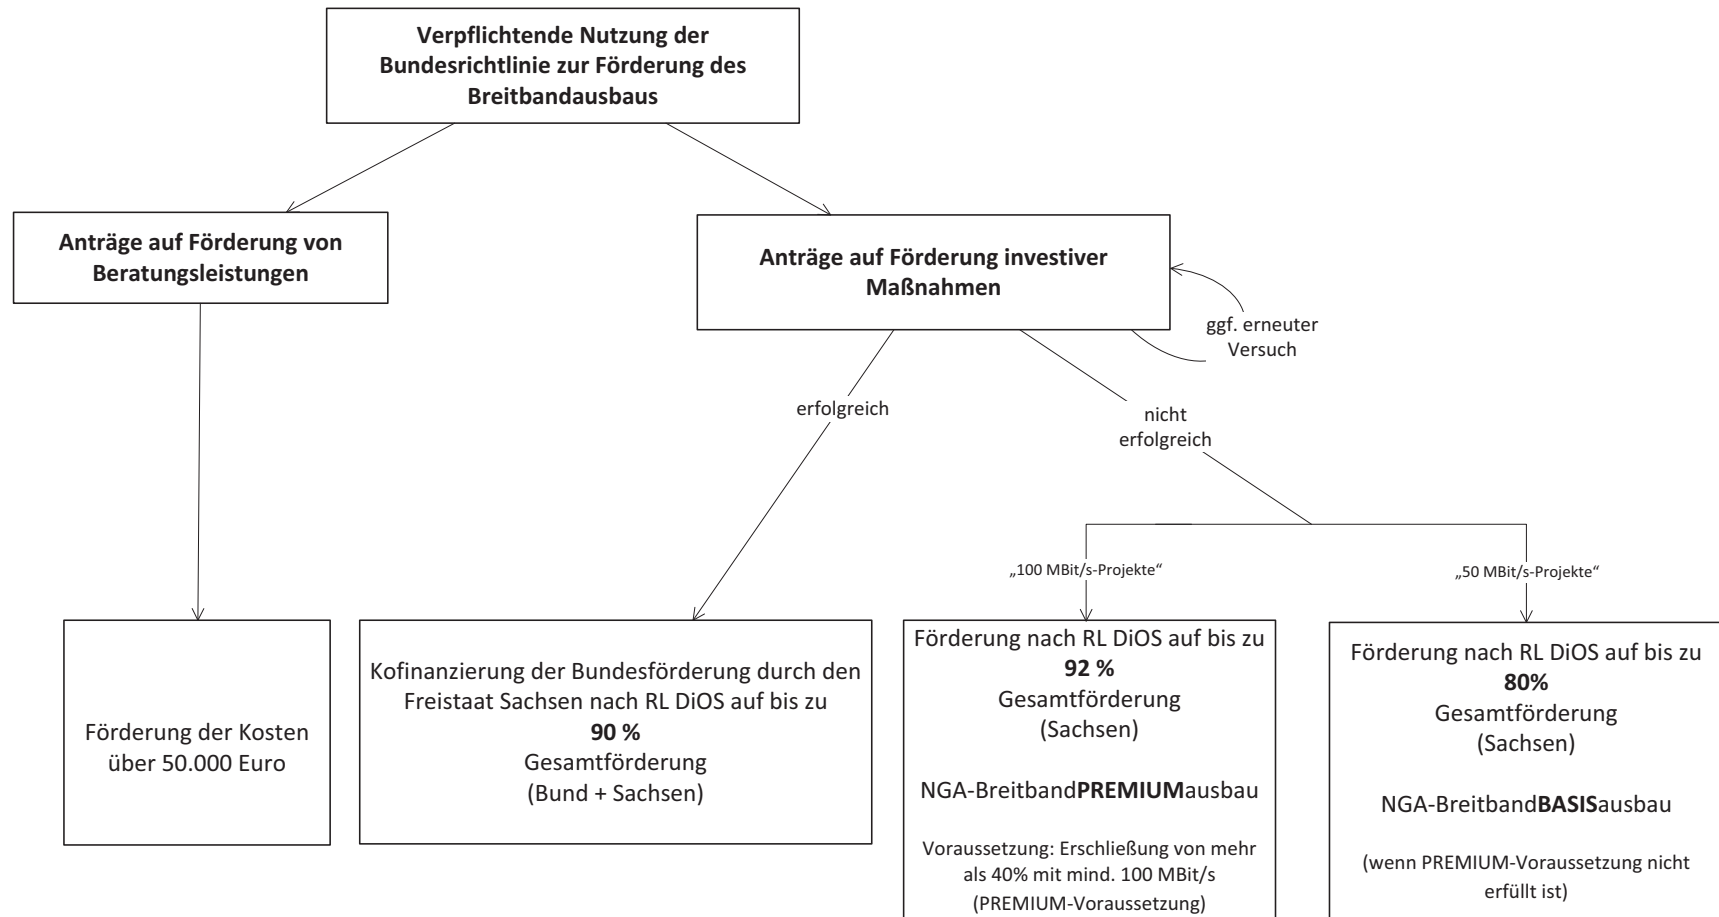 Verpflichtende Nutzung der
Bundesrichtlinie zur Förderung des
Breitbandausbaus
Anträge auf Förderung von
Beratungsleistungen
Anträge auf Förderung investiver
Maßnahmen
ggf. erneuter
Versuch
erfolgreich
nicht
erfolgreich
„100 MBit/s-Projekte“
„50 MBit/s-Projekte“
Förderung der Kosten
über 50.000 Euro
Kofinanzierung der Bundesförderung durch den
Freistaat Sachsen nach RL DiOS auf bis zu
90 %
Gesamtförderung
(Bund + Sachsen)
Förderung nach RL DiOS auf bis zu
92 %
Gesamtförderung
(Sachsen)
NGA-BreitbandPREMIUMausbau
Voraussetzung: Erschließung von mehr
als 40% mit mind. 100 MBit/s
(PREMIUM-Voraussetzung)
Förderung nach RL DiOS auf bis zu
80%
Gesamtförderung
(Sachsen)
NGA-BreitbandBASISausbau
(wenn PREMIUM-Voraussetzung nicht
erfüllt ist)